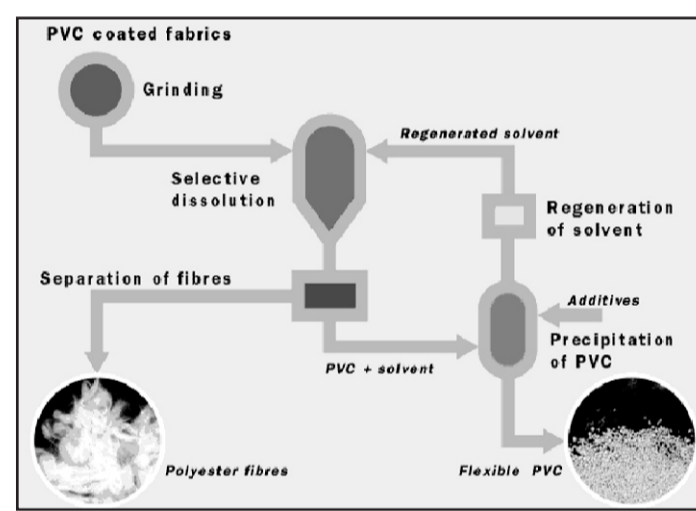 PVC coated fabrics
Grinding
Regenerated solvent
Selective
dissolution
Regeneration
of solvent
Separation of fibres
Additives
Precipitation
of PVC
PVC + solvent
Polyester fibres
Flexible PVC